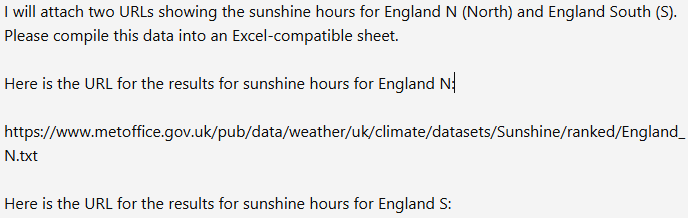 I will attach two URLs showing the sunshine hours for England N (North) and England South (S).
Please compile this data into an Excel-compatible sheet.
Here is the URL for the results for sunshine hours for England N:
https://www.metoffice.gov.uk/pub/data/weather/uk/climate/datasets/Sunshine/ranked/England_
N.txt
Here is the URL for the results for sunshine hours for England S: